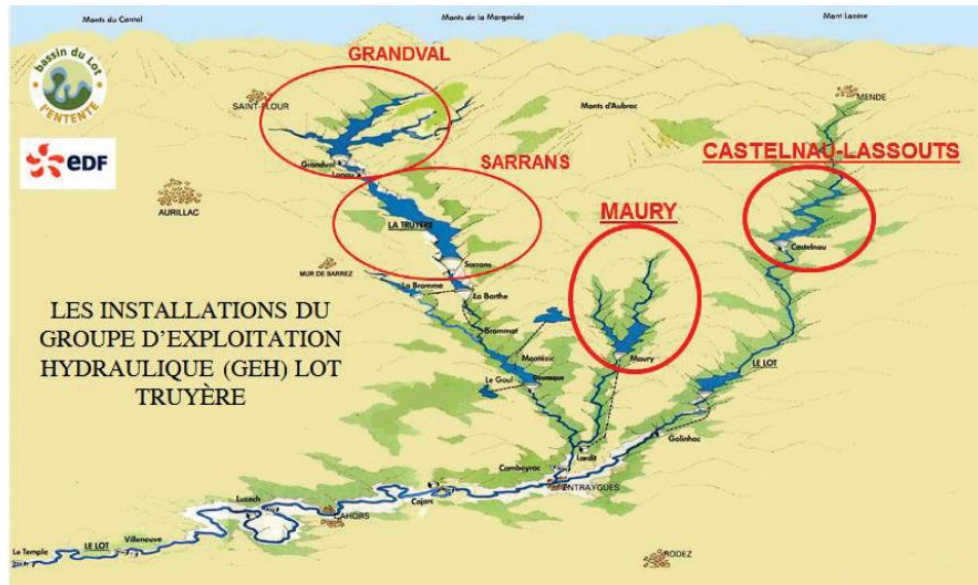 Monts du Cantal
Monts de la Margeride
Mont Lozère
bassin du Lot
L'ENTENTE
edf
GRANDVAL
SAINT-FLOUR
Monts d'Aubrac
MENDE
Grandval
Lanau
SARRANS
CASTELNAU-LASSOUTS
AURILLAC
MAURY
LA TRUYÈRE
Castelnau
MUR DE BARREZ
Sarrans
La Bromme
La Barthe
LES INSTALLATIONS DU
GROUPE D'EXPLOITATION
HYDRAULIQUE (GEH) LOT
TRUYÈRE
Brommat
Montézic
Maury
LE LOT
Le Goul
Couesque
Golinhac
Lardit
Cambeyrac
ENTRAYGUES
Luzech
Cajarc
CAHORS
Le Temple
LE LOT
Villeneuve
RODEZ